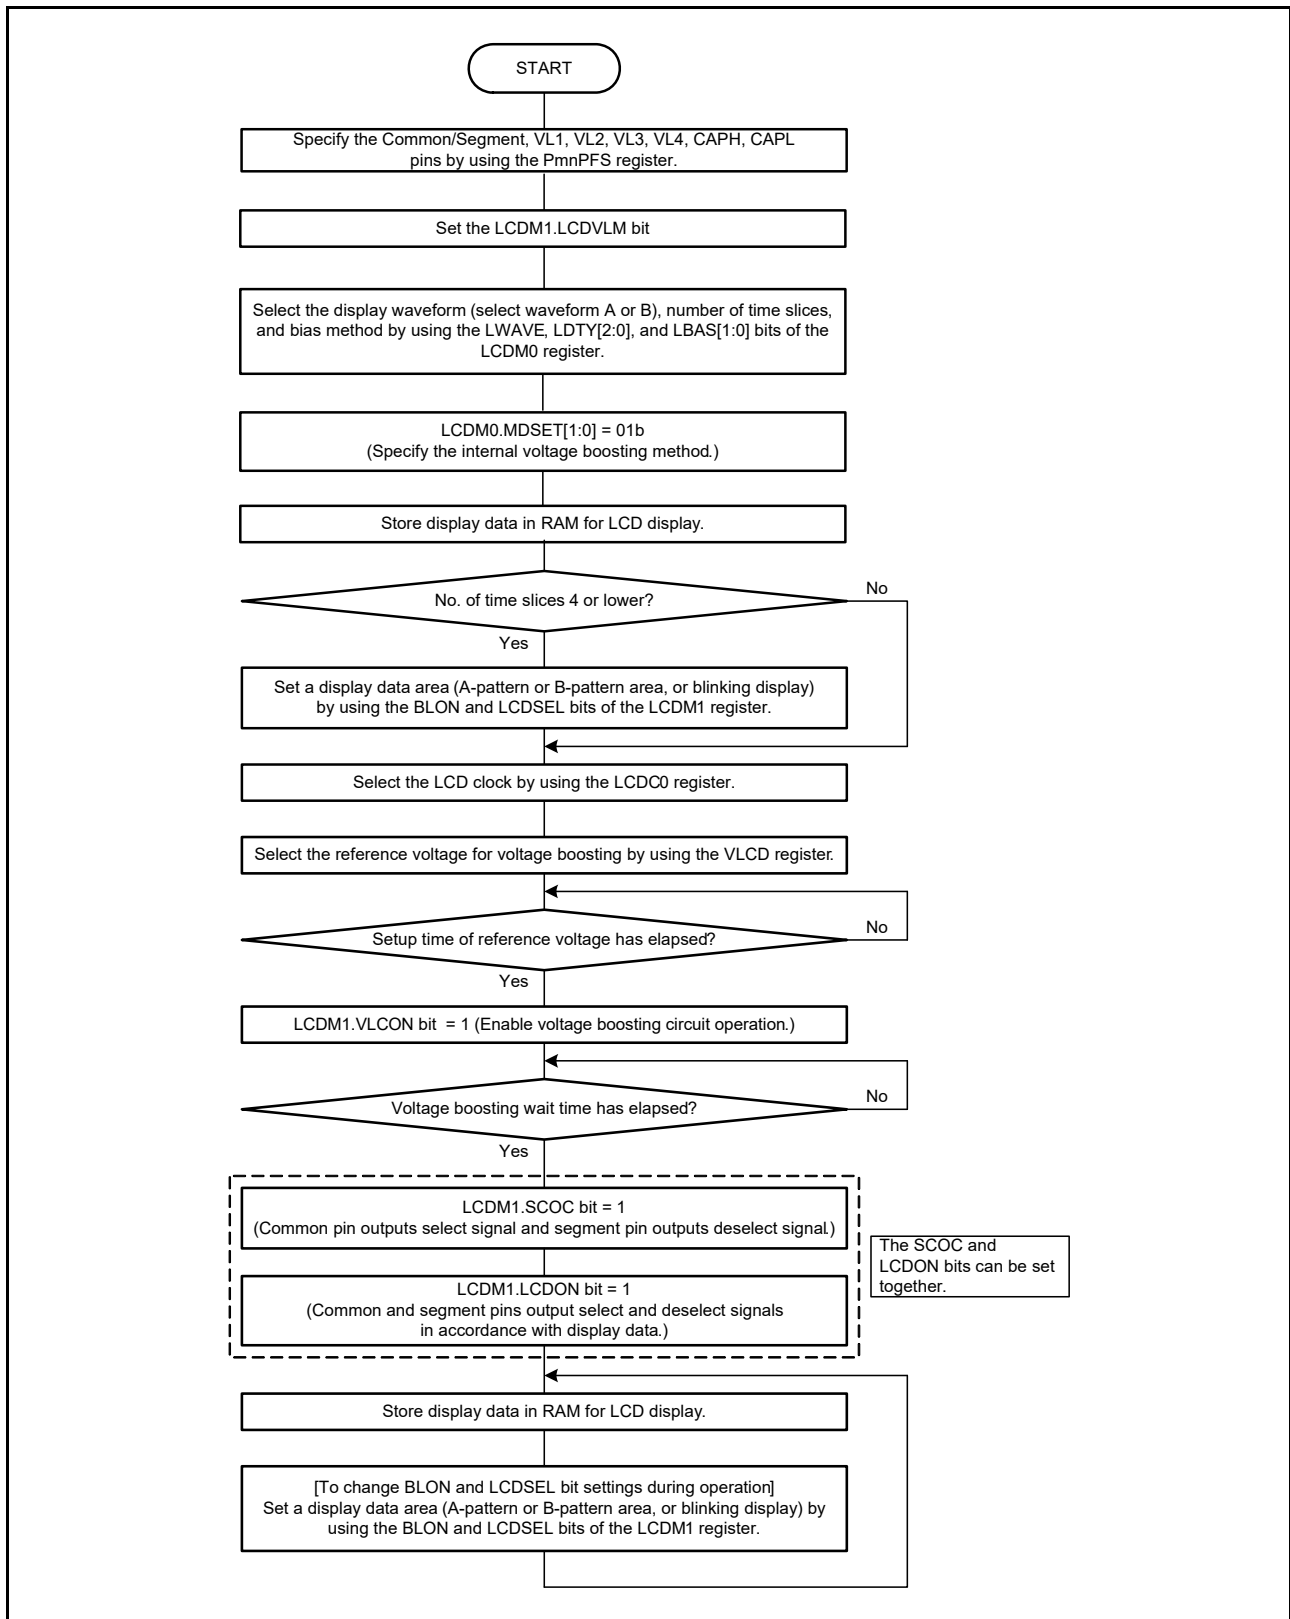 START
Specify the Common/Segment, VL1, VL2, VL3, VL4, CAPH, CAPL
pins by using the PmnPFS register.
Set the LCDM1.LCDVLM bit
Select the display waveform (select waveform A or B), number of time slices,
and bias method by using the LWAVE, LDTY[2:0], and LBAS[1:0] bits of the
LCDM0 register.
LCDM0.MDSET[1:0] = 01b
(Specify the internal voltage boosting method.)
Store display data in RAM for LCD display.
No. of time slices 4 or lower?
No
Yes
Set a display data area (A-pattern or B-pattern area, or blinking display)
by using the BLON and LCDSEL bits of the LCDM1 register.
Select the LCD clock by using the LCDC0 register.
Select the reference voltage for voltage boosting by using the VLCD register.
Setup time of reference voltage has elapsed?
No
Yes
LCDM1.VLCON bit = 1 (Enable voltage boosting circuit operation.)
Voltage boosting wait time has elapsed?
No
Yes
LCDM1.SCOC bit = 1
(Common pin outputs select signal and segment pin outputs deselect signal.)
The SCOC and
LCDON bits can be set
together.
LCDM1.LCDON bit = 1
(Common and segment pins output select and deselect signals
in accordance with display data.)
Store display data in RAM for LCD display.
[To change BLON and LCDSEL bit settings during operation]
Set a display data area (A-pattern or B-pattern area, or blinking display) by
using the BLON and LCDSEL bits of the LCDM1 register.